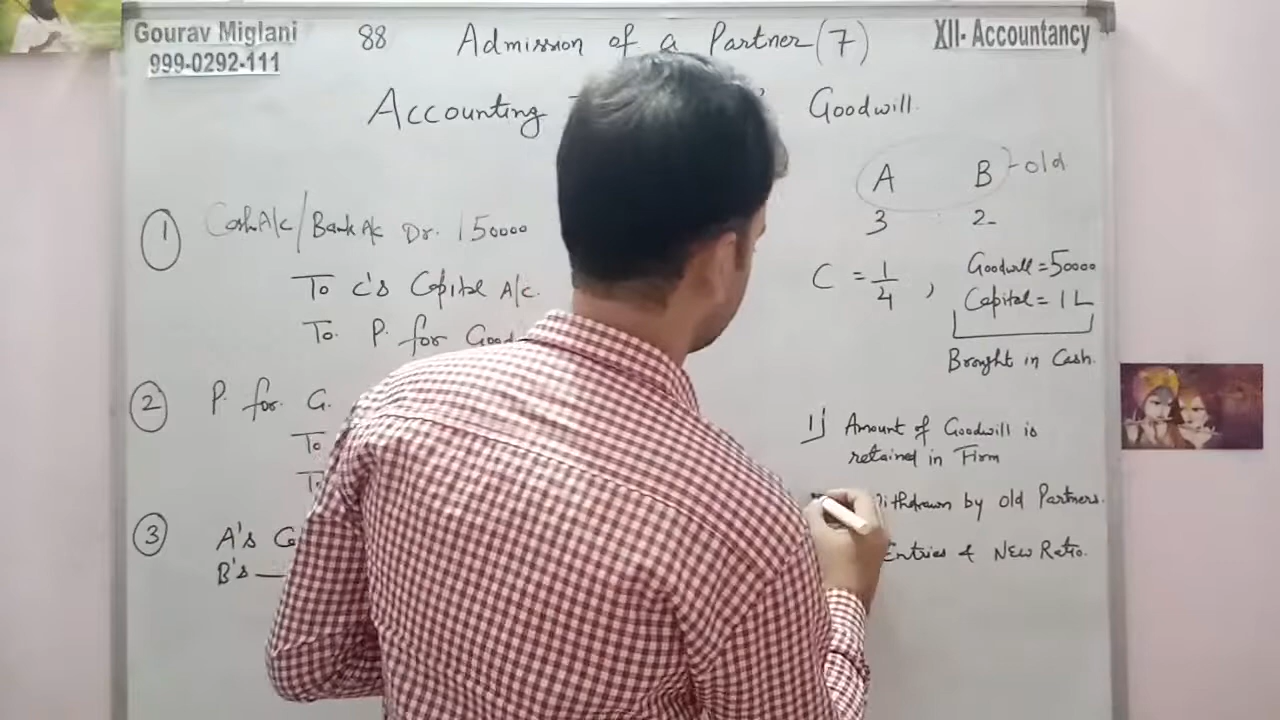 Gourav Miglani
999-0292-111
88
Admission of a Partner (7)
XII- Accountancy
Accounting
Goodwill.
A B - old
3 2
C = 1/4 , Goodwill = 50000
Capital = 1 L
Brought in Cash.
① Cash A/c / Bank A/c Dr. 150000
To C's Capital A/c.
To P. for Good
② P. for G.
To
③ A's
B's
1) Amount of Goodwill is
retained in Firm
by old Partners.
Entries & New Ratio.